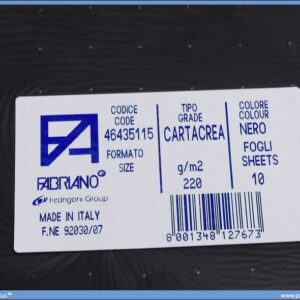 CODICE
CODE
46435115
FORMATO
SIZE
TIPO
GRADE
CARTACREA
g/m2
220
COLORE
COLOUR
NERO
FOGLI
SHEETS
10
FABRIANO
Fedrigoni Group
MADE IN ITALY
F.NE 92030/07
8 001348 127673